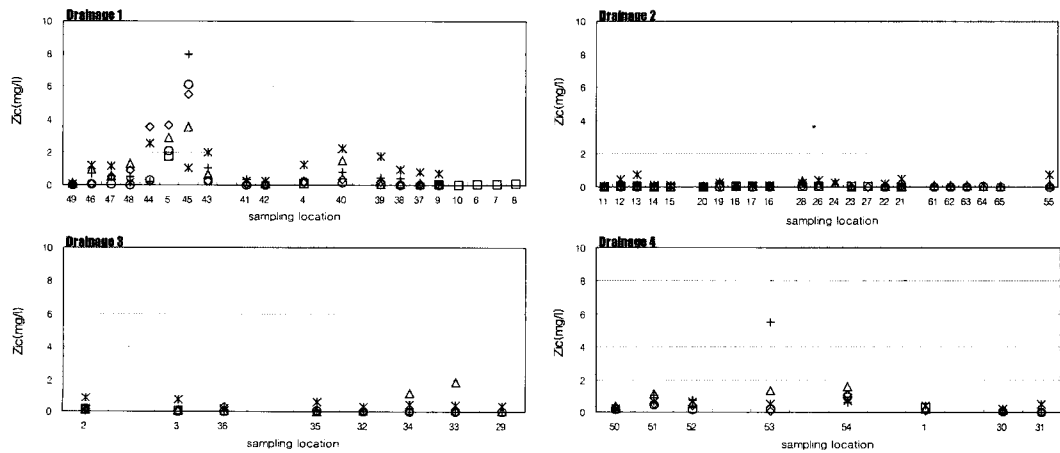 Drainage 1
Zic(mg/l)
10
8
6
4
2
0
49 46 47 48 44 5 45 43 41 42 4 40 39 38 37 9 10 6 7 8
sampling location
Drainage 2
Zic(mg/l)
10
8
6
4
2
0
11 12 13 14 15 20 19 18 17 16 28 26 24 23 27 22 21 61 62 63 64 65 55
sampling location
Drainage 3
Zic(mg/l)
10
8
6
4
2
0
2 3 36 35 32 34 33 29
sampling location
Drainage 4
Zic(mg/l)
10
8
6
4
2
0
50 51 52 53 54 1 30 31
sampling location